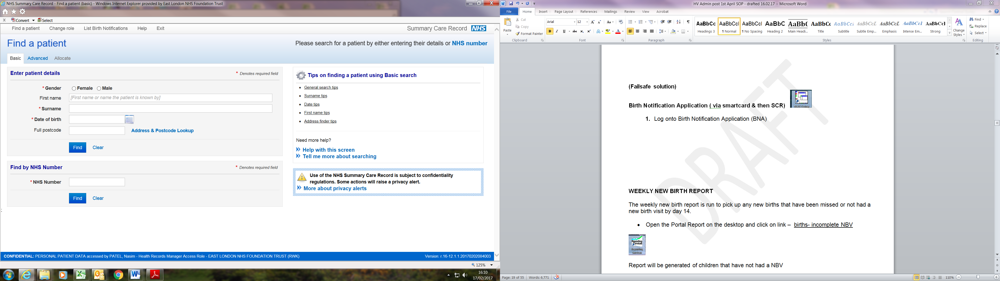 NHS Summary Care Record - Find a patient (basic) - Windows Internet Explorer provided by East London NHS Foundation Trust
Convert Select
Find a patient Change role List Birth Notifications Help Exit
Summary Care Record NHS
Find a patient
Please search for a patient by either entering their details or NHS number
Basic Advanced Allocate
Enter patient details
* Denotes required field
* Gender Female Male
First name [First name or name the patient is known by]
* Surname
* Date of birth
Full postcode Address & Postcode Lookup
Find Clear
Find by NHS Number
* Denotes required field
* NHS Number
Find Clear
Tips on finding a patient using Basic search
• General search tips
• Surname tips
• Date tips
• First name tips
• Address finder tips
Need more help?
Help with this screen
Tell me more about searching
Use of the NHS Summary Care Record is subject to confidentiality
regulations. Some actions will raise a privacy alert.
More about privacy alerts
CONFIDENTIAL: PERSONAL PATIENT DATA accessed by PATEL, Nasim - Health Records Manager Access Role - EAST LONDON NHS FOUNDATION TRUST (RWK)
Version: r.16-12.1.1.20170202084003
125%
16:10
17/02/2017
HV Admin post 1st April SOP - drafted 16.02.17 - Microsoft Word
File Home Insert Page Layout References Mailings Review View Acrobat
Paste
Cut
Copy
Format Painter
Clipboard
Arial 12
Font
Paragraph
AaBbCc AaBbCcI AaBbCcI AaBbC AaBb( AaBbCc AaBbCcI AaBbCcL AaBbCcL AaBbCcI AaBbCcI
Headings 3 ¶ Normal ¶ No Spacing Heading 2 Main Headi... Title Subtitle Subtle Emp... Emphasis Intense Em... Strong
Styles
Change
Styles
Find
Replace
Select
Editing
DRAFT
(Failsafe solution)
Birth Notification Application ( via smartcard & then SCR)
1. Log onto Birth Notification Application (BNA)
WEEKLY NEW BIRTH REPORT
The weekly new birth report is run to pick up any new births that have been missed or not had a
new birth visit by day 14.
• Open the Portal Report on the desktop and click on link – births- incomplete NBV
Reporting
Services
Reporting
Services
Report will be generated of children that have not had a NBV
Page: 19 of 55 Words: 6,771
110%